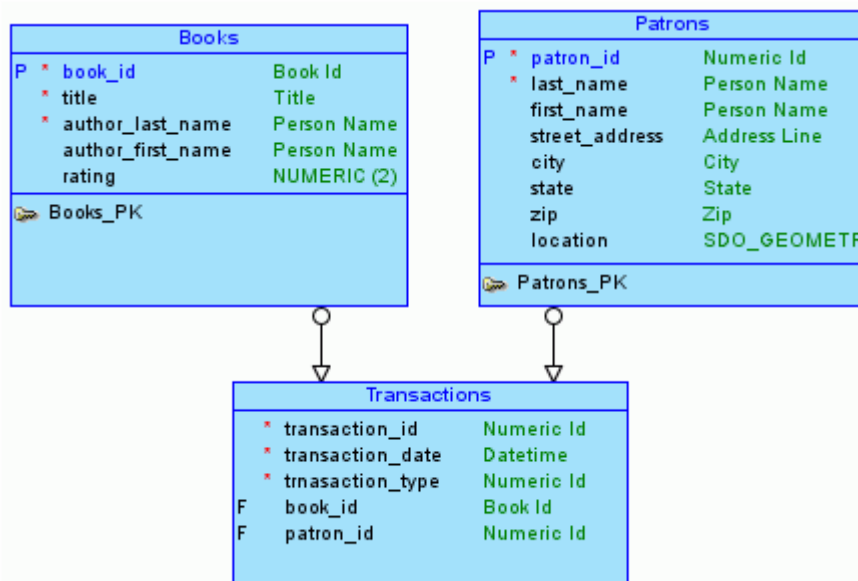 Books
P * book_id Book Id
* title Title
* author_last_name Person Name
author_first_name Person Name
rating NUMERIC (2)
Books_PK
Patrons
P * patron_id Numeric Id
* last_name Person Name
first_name Person Name
street_address Address Line
city City
state State
zip Zip
location SDO_GEOMETR
Patrons_PK
Transactions
* transaction_id Numeric Id
* transaction_date Datetime
* trnasaction_type Numeric Id
F book_id Book Id
F patron_id Numeric Id